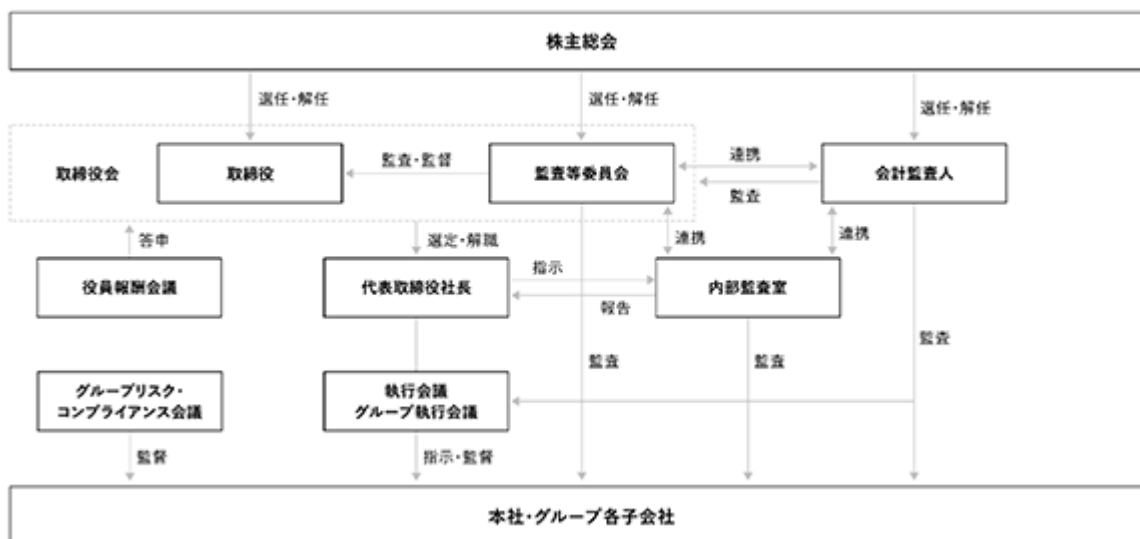 株主総会
選任・解任
選任・解任
選任・解任
取締役会
取締役
監査・監督
監査等委員会
連携
監査
会計監査人
答申
選定・解職
連携
連携
役員報酬会議
代表取締役社長
指示
報告
内部監査室
監査
監査
監査
グループリスク・
コンプライアンス会議
執行会議
グループ執行会議
監督
指示・監督
本社・グループ各子会社